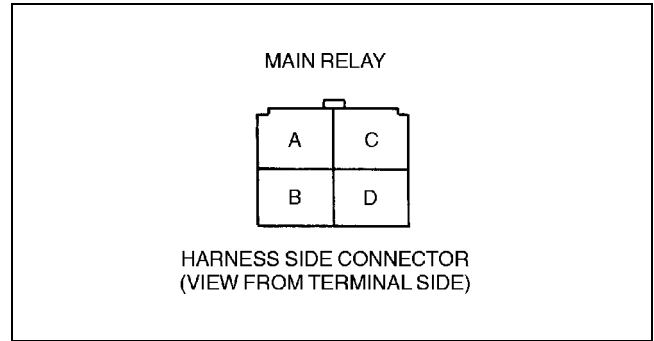 MAIN RELAY
A C
B D
HARNESS SIDE CONNECTOR
(VIEW FROM TERMINAL SIDE)